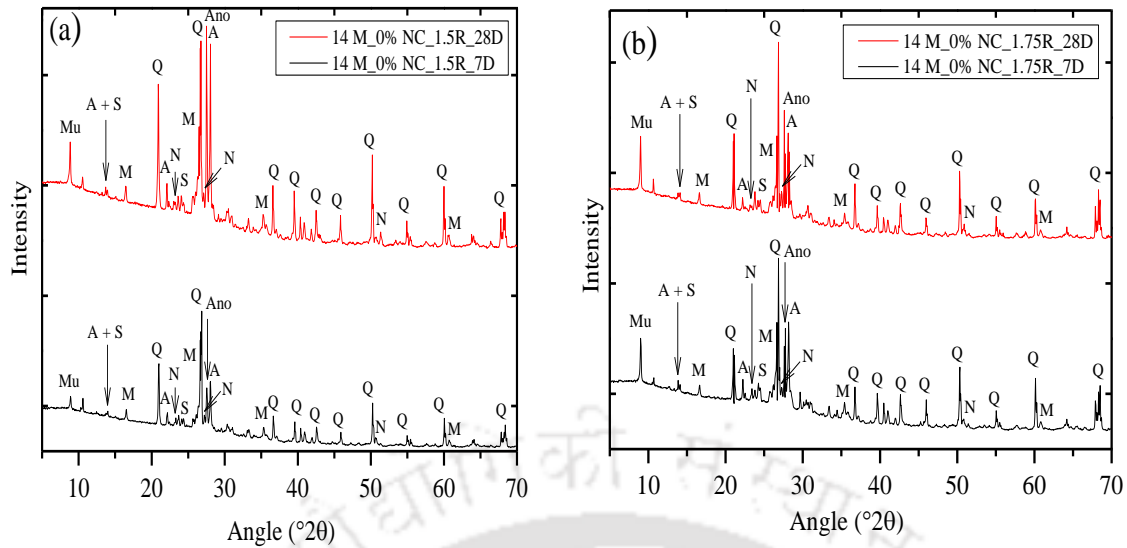 (a)
14 M_0% NC_1.5R_28D
14 M_0% NC_1.5R_7D
Intensity
Mu
A + S
M
Q
A
N
S
M
Q
Ano
A
N
M
Q
Q
Q
Q
Q
N
Q
Q
M
Q
Mu
A + S
M
Q
A
N
S
M
Q
Ano
A
N
M
Q
Q
Q
Q
Q
N
Q
Q
M
Q
10 20 30 40 50 60 70
Angle (°2θ)
(b)
14 M_0% NC_1.75R_28D
14 M_0% NC_1.75R_7D
Intensity
Mu
A + S
M
Q
A
N
S
M
Q
Ano
A
N
M
Q
Q
Q
Q
Q
N
Q
Q
M
Q
Mu
A + S
M
Q
A
N
S
M
Q
Ano
A
N
M
Q
Q
Q
Q
Q
N
Q
Q
M
Q
10 20 30 40 50 60 70
Angle (°2θ)